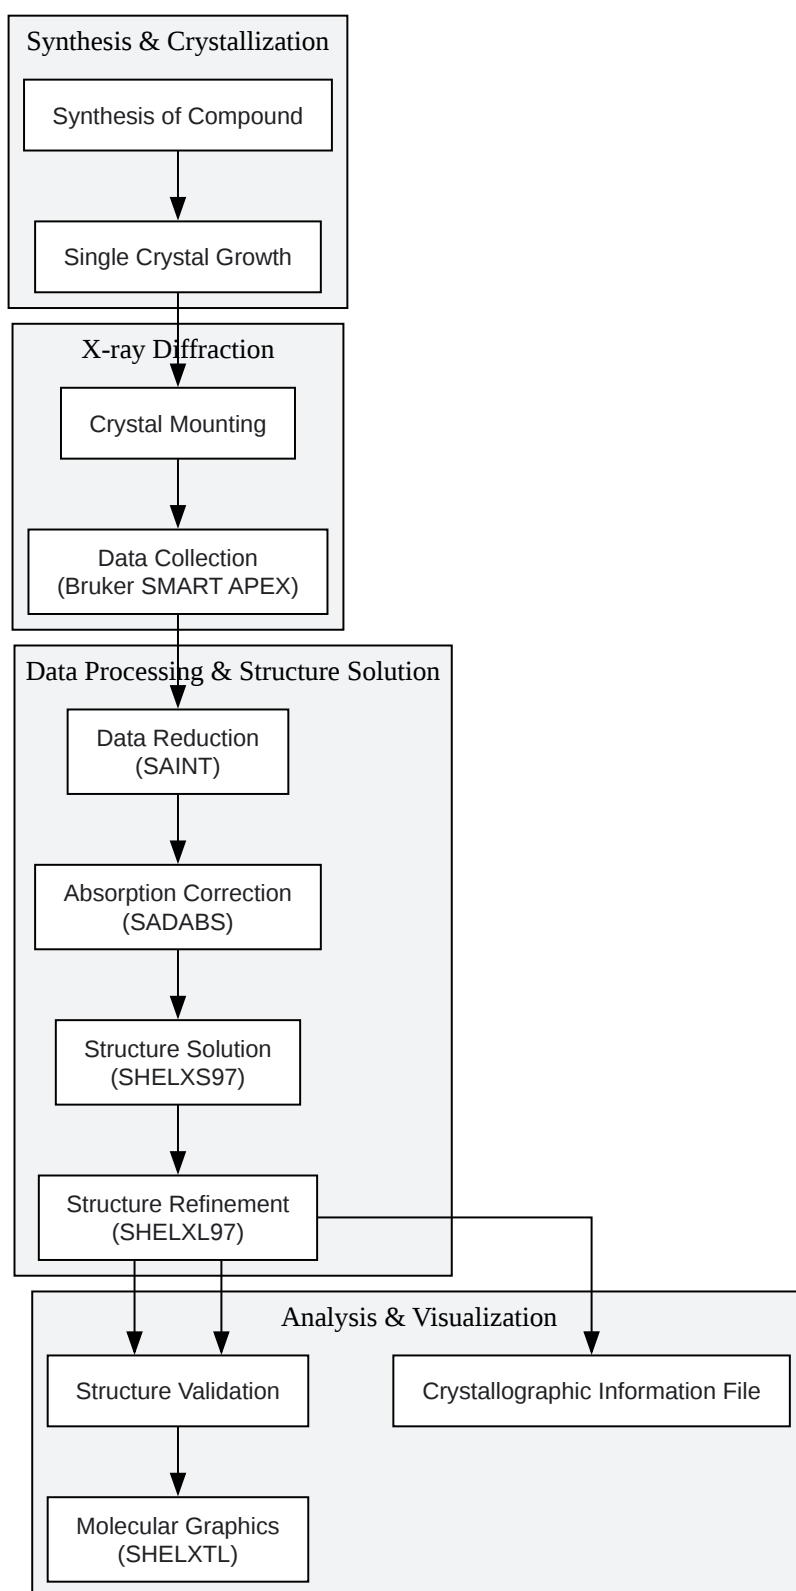 Synthesis & Crystallization
Synthesis of Compound
Single Crystal Growth
X-ray Diffraction
Crystal Mounting
Data Collection
(Bruker SMART APEX)
Data Processing & Structure Solution
Data Reduction
(SAINT)
Absorption Correction
(SADABS)
Structure Solution
(SHELXS97)
Structure Refinement
(SHELXL97)
Analysis & Visualization
Structure Validation
Crystallographic Information File
Molecular Graphics
(SHELXTL)